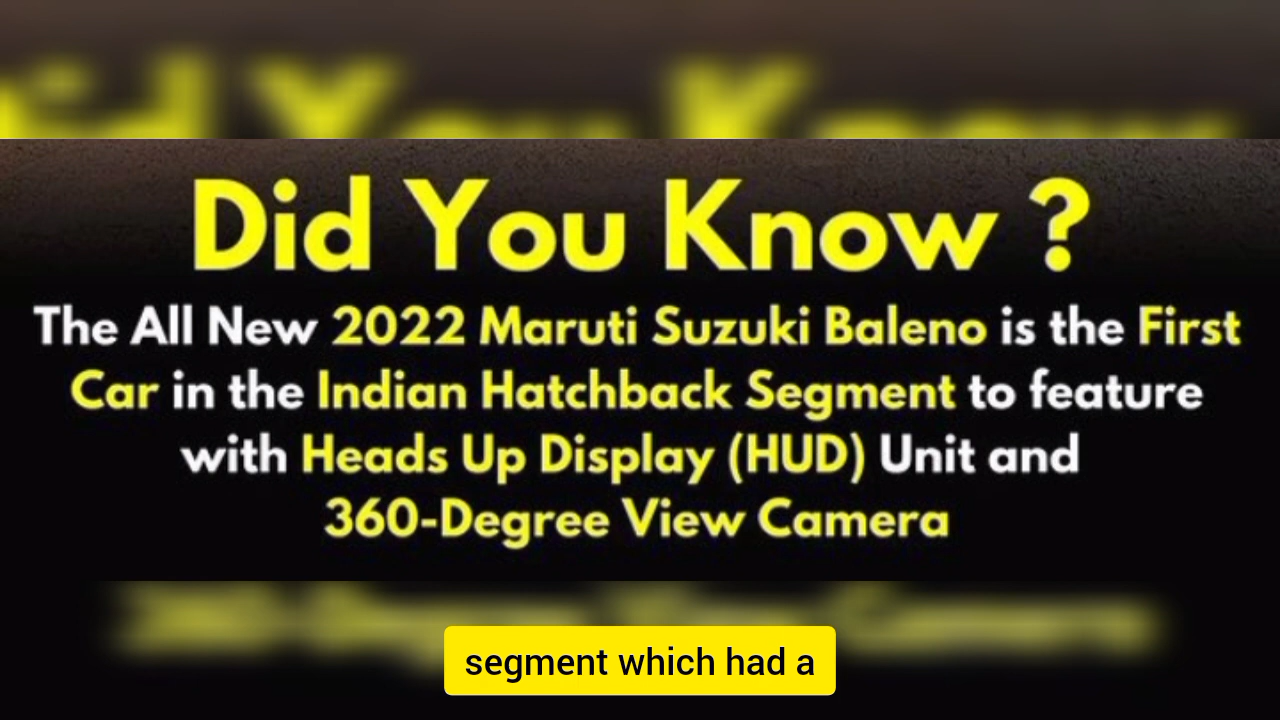 Did You Know ?
The All New 2022 Maruti Suzuki Baleno is the First
Car in the Indian Hatchback Segment to feature
with Heads Up Display (HUD) Unit and
360-Degree View Camera
segment which had a